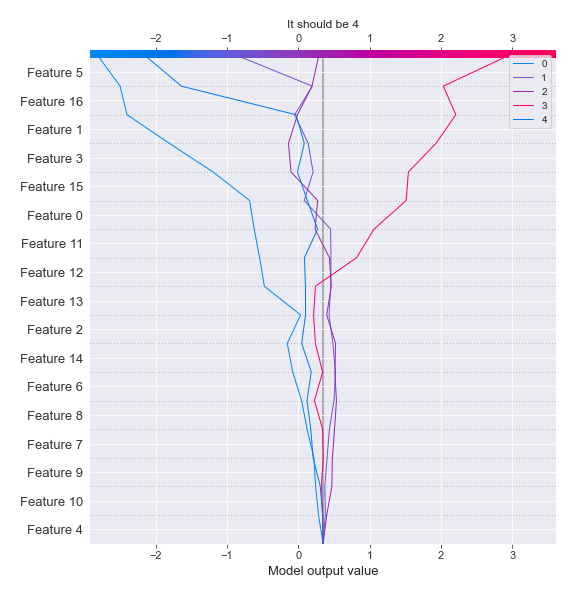 It should be 4
−2 −1 0 1 2 3
0
1
2
3
4
Feature 5
Feature 16
Feature 1
Feature 3
Feature 15
Feature 0
Feature 11
Feature 12
Feature 13
Feature 2
Feature 14
Feature 6
Feature 8
Feature 7
Feature 9
Feature 10
Feature 4
−2 −1 0 1 2 3
Model output value